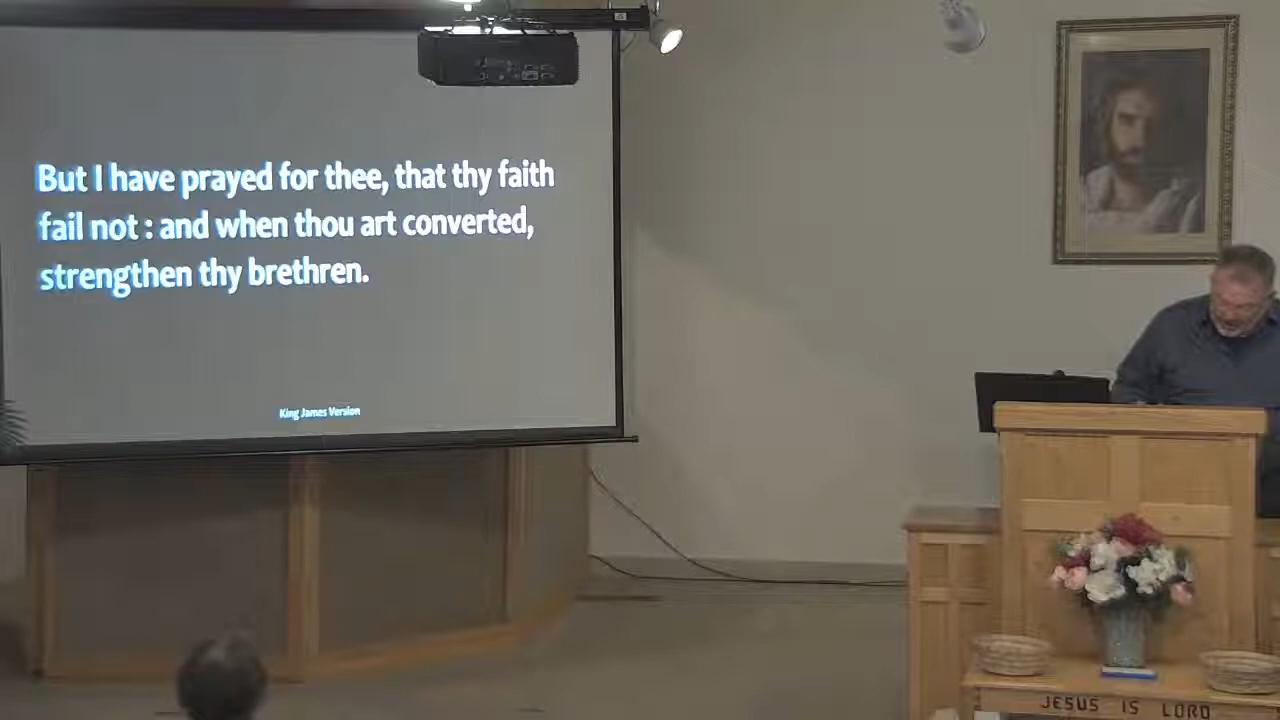 But I have prayed for thee, that thy faith
fail not : and when thou art converted,
strengthen thy brethren.
King James Version
JESUS IS LORD